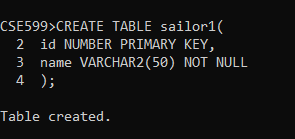 CSE599>CREATE TABLE sailor1(
  2  id NUMBER PRIMARY KEY,
  3  name VARCHAR2(50) NOT NULL
  4  );
Table created.